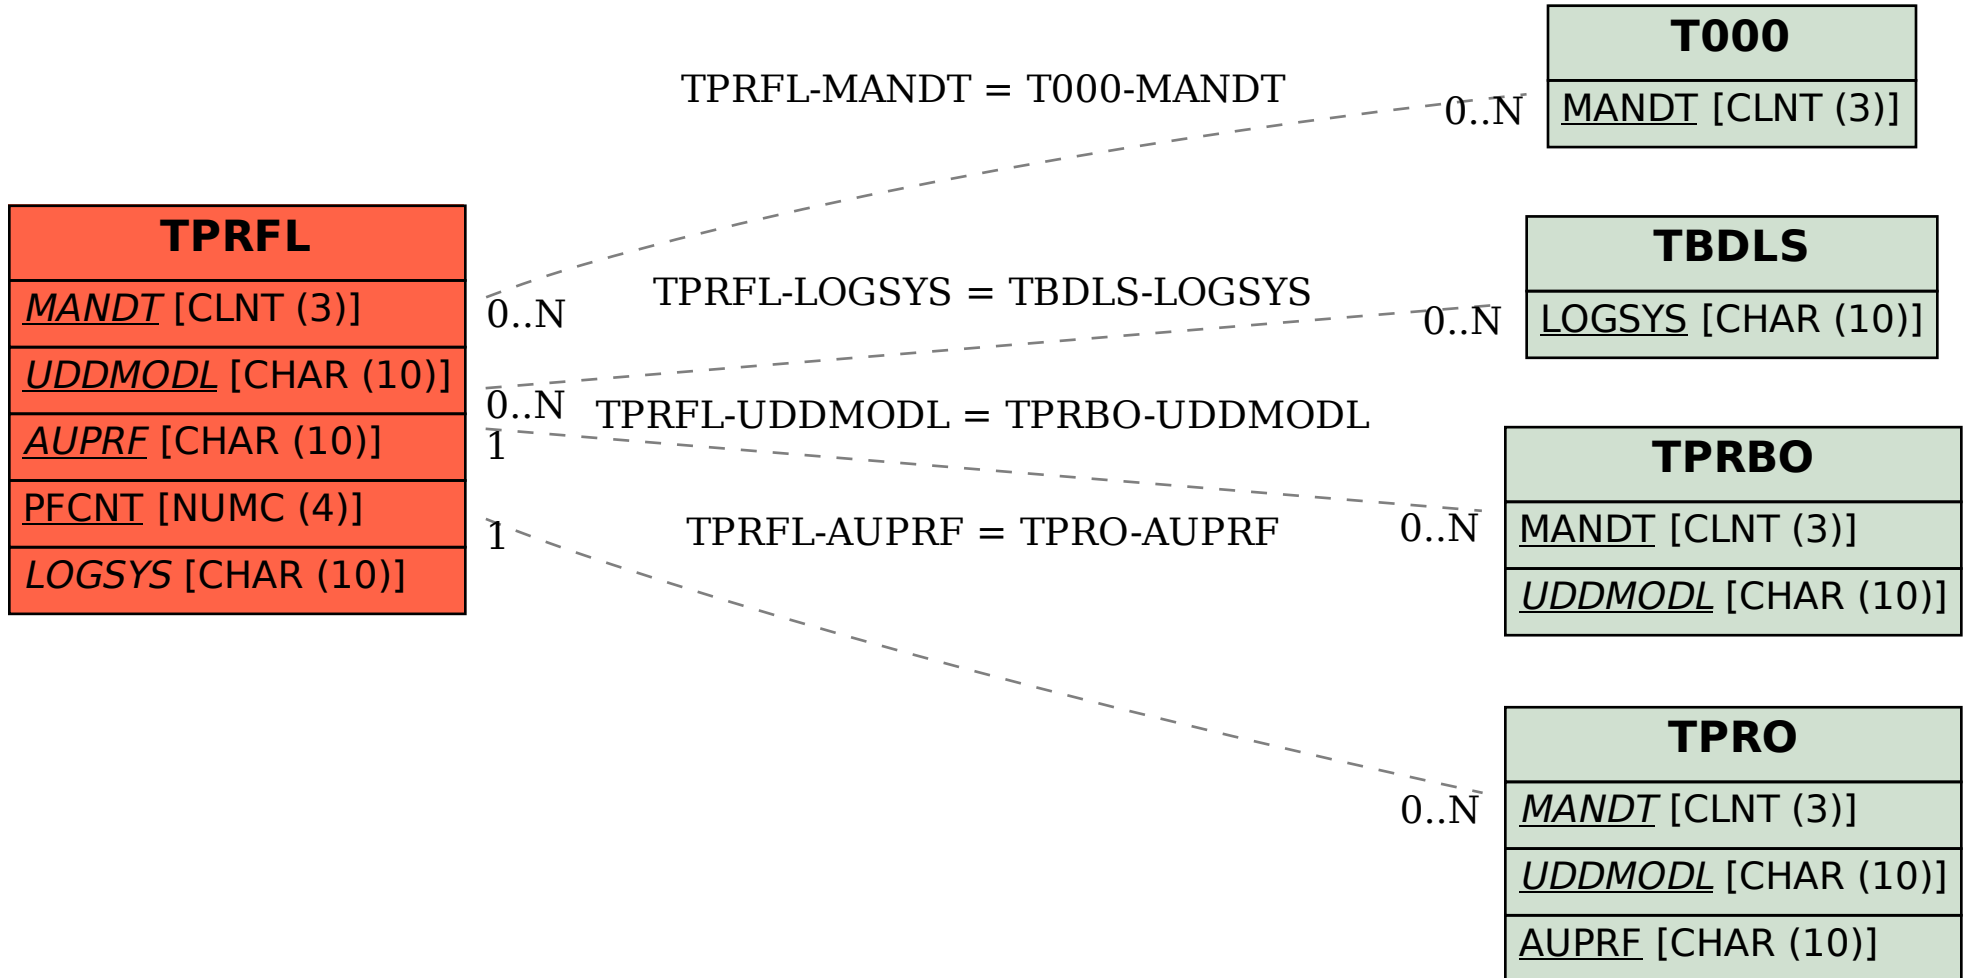 TPRFL
MANDT [CLNT (3)]
UDDMODL [CHAR (10)]
AUPRF [CHAR (10)]
PFCNT [NUMC (4)]
LOGSYS [CHAR (10)]
TPRFL-MANDT = T000-MANDT
0..N
0..N
TPRFL-LOGSYS = TBDLS-LOGSYS
0..N
0..N
TPRFL-UDDMODL = TPRBO-UDDMODL
1
0..N
TPRFL-AUPRF = TPRO-AUPRF
1
0..N
T000
MANDT [CLNT (3)]
TBDLS
LOGSYS [CHAR (10)]
TPRBO
MANDT [CLNT (3)]
UDDMODL [CHAR (10)]
TPRO
MANDT [CLNT (3)]
UDDMODL [CHAR (10)]
AUPRF [CHAR (10)]